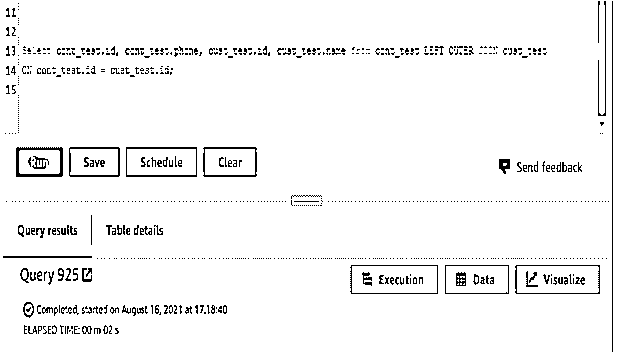 11
12
13 Select cont_test.id, cont_test.phone, cust_test.id, cust_test.name from cont_test LEFT OUTER JOIN cust_test
14 ON cont_test.id = cust_test.id;
15
Run Save Schedule Clear
Send feedback
Query results Table details
Query 925
Execution Data Visualize
Completed, started on August 16, 2021 at 17.18:40
ELAPSED TIME: 00 m 02 s